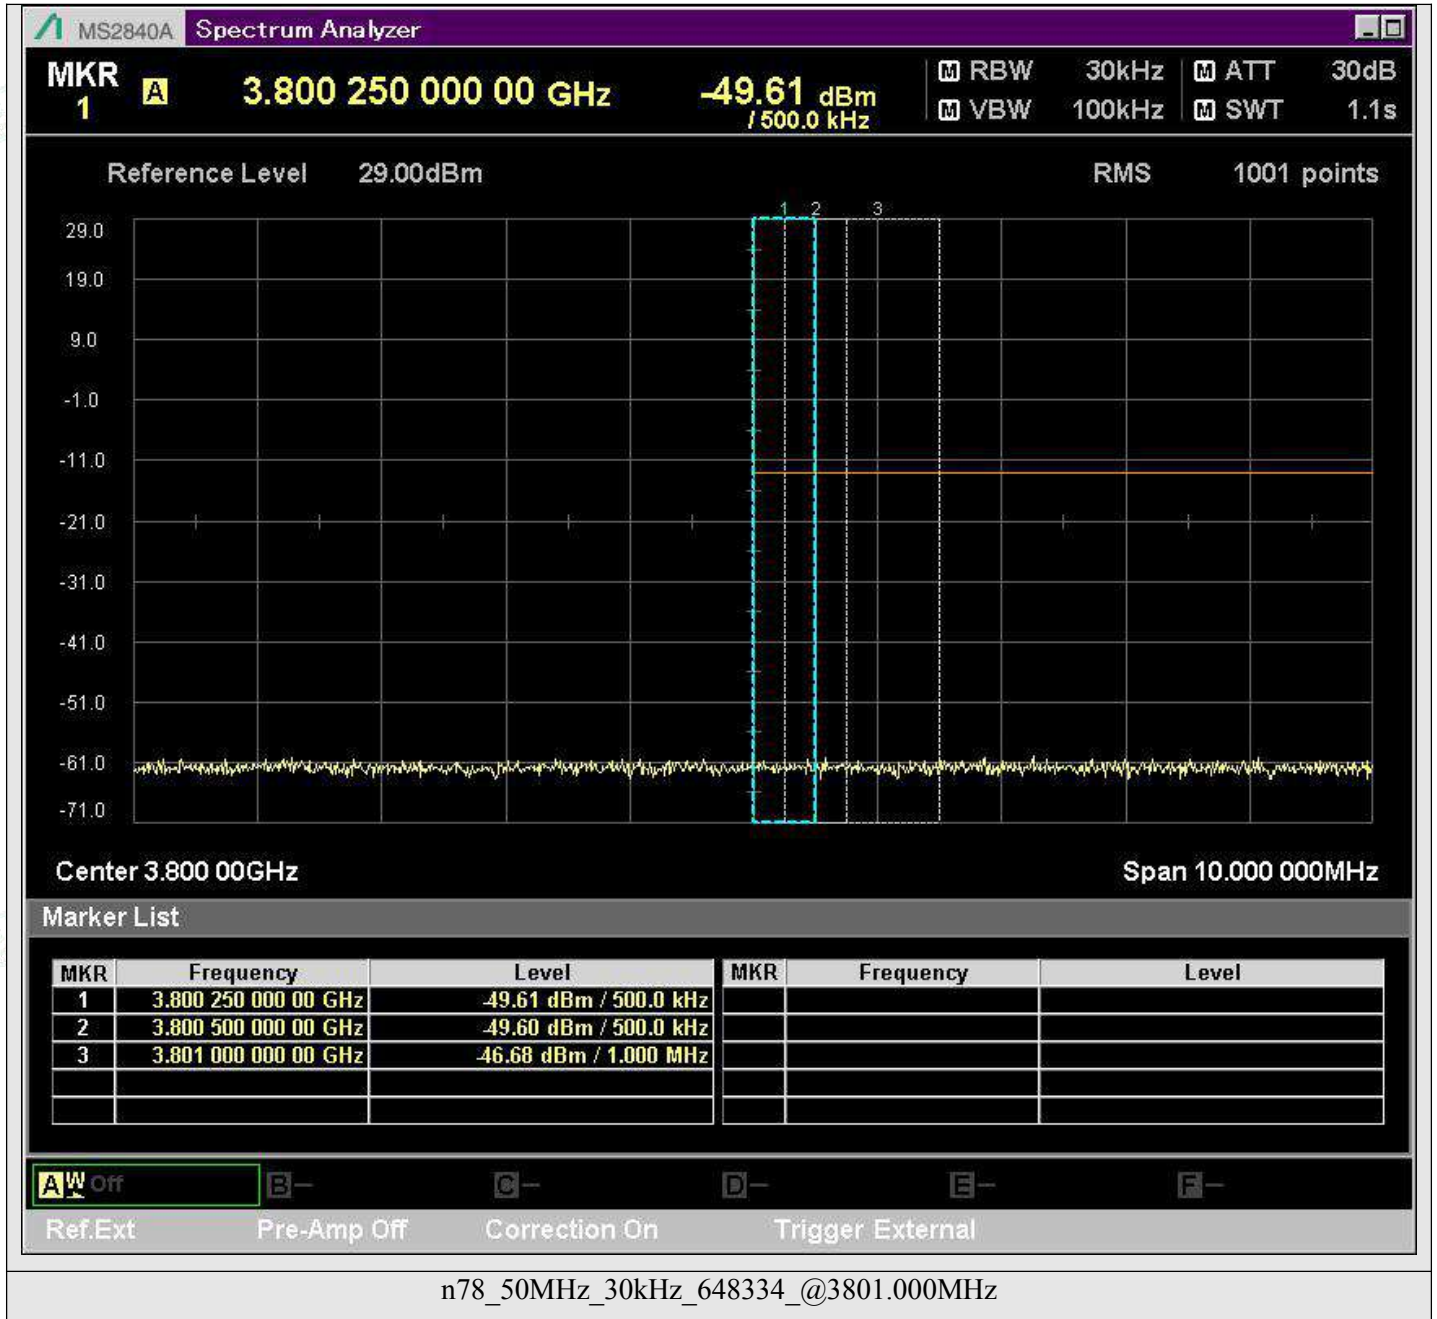 MS2840A Spectrum Analyzer
MKR 1 A 3.800 250 000 00 GHz -49.61 dBm / 500.0 kHz
M RBW 30kHz M ATT 30dB
M VBW 100kHz M SWT 1.1s
Reference Level 29.00dBm RMS 1001 points
1 2 3
29.0
19.0
9.0
-1.0
-11.0
-21.0
-31.0
-41.0
-51.0
-61.0
-71.0
Center 3.800 00GHz Span 10.000 000MHz
Marker List
MKR Frequency Level MKR Frequency Level
1 3.800 250 000 00 GHz -49.61 dBm / 500.0 kHz
2 3.800 500 000 00 GHz -49.60 dBm / 500.0 kHz
3 3.801 000 000 00 GHz -46.68 dBm / 1.000 MHz
A W Off B- C- D- E- F-
Ref.Ext Pre-Amp Off Correction On Trigger External
n78_50MHz_30kHz_648334_@3801.000MHz